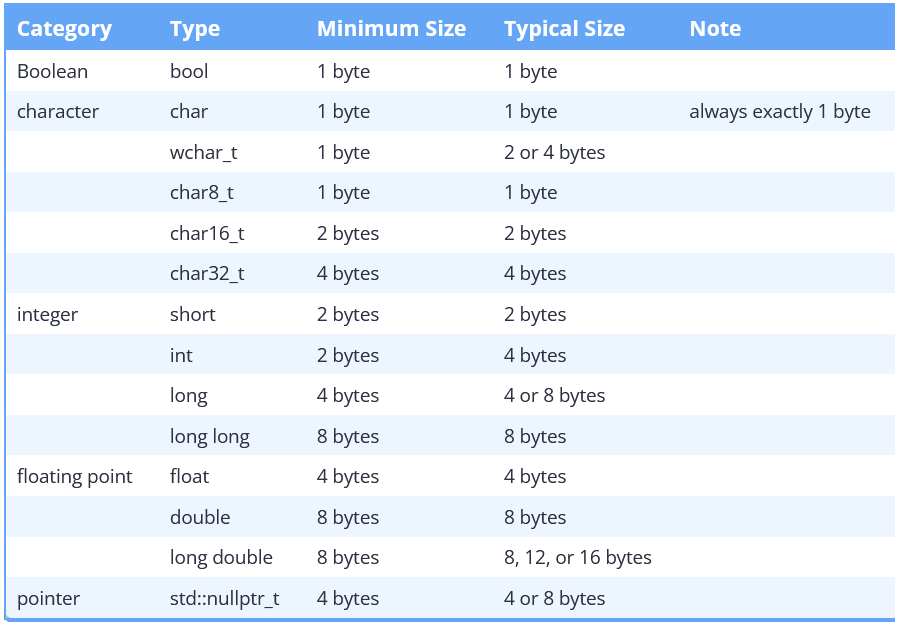 Category Type Minimum Size Typical Size Note
Boolean bool 1 byte 1 byte
character char 1 byte 1 byte always exactly 1 byte
wchar_t 1 byte 2 or 4 bytes
char8_t 1 byte 1 byte
char16_t 2 bytes 2 bytes
char32_t 4 bytes 4 bytes
integer short 2 bytes 2 bytes
int 2 bytes 4 bytes
long 4 bytes 4 or 8 bytes
long long 8 bytes 8 bytes
floating point float 4 bytes 4 bytes
double 8 bytes 8 bytes
long double 8 bytes 8, 12, or 16 bytes
pointer std::nullptr_t 4 bytes 4 or 8 bytes